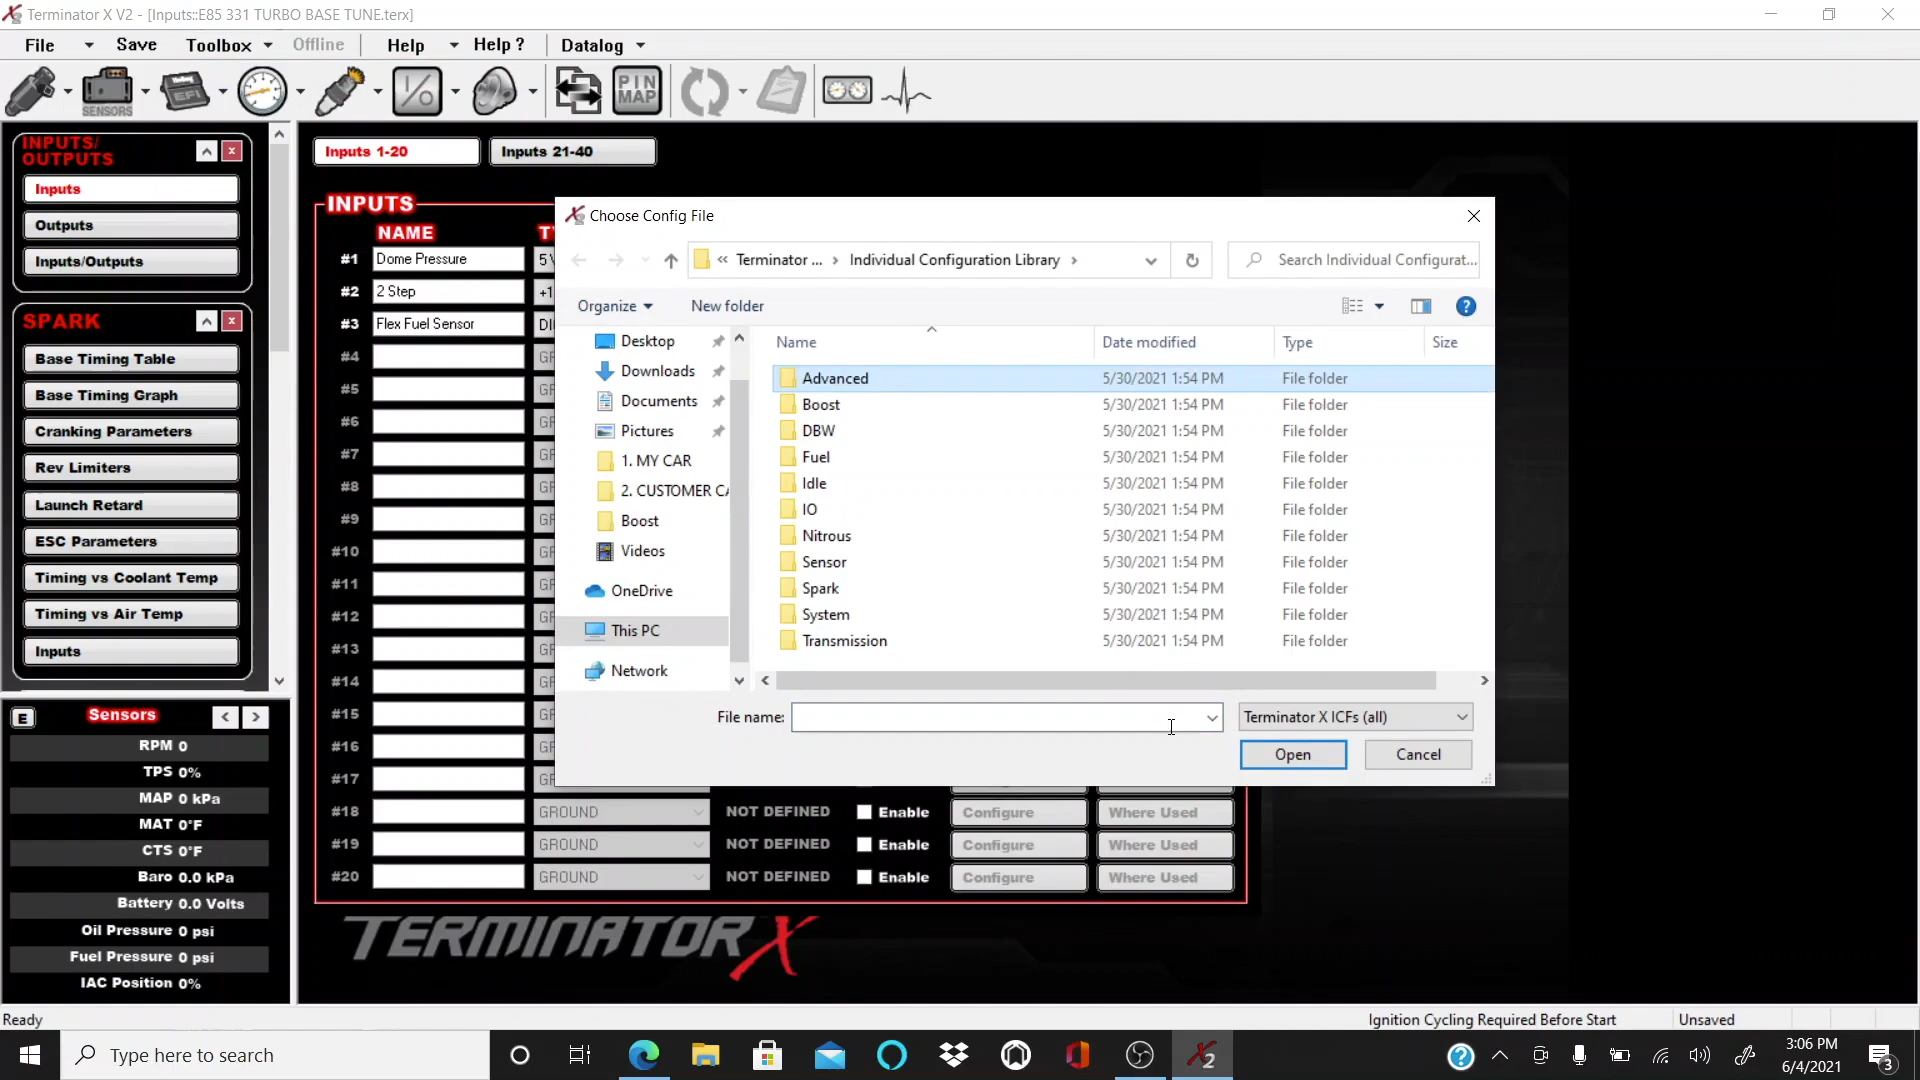 Terminator X V2 - [Inputs::E85 331 TURBO BASE TUNE.terx]
File Save Toolbox Offline Help Help ? Datalog
SENSORS EFI I/O PIN MAP
INPUTS/
OUTPUTS
Inputs
Outputs
Inputs/Outputs
SPARK
Base Timing Table
Base Timing Graph
Cranking Parameters
Rev Limiters
Launch Retard
ESC Parameters
Timing vs Coolant Temp
Timing vs Air Temp
Inputs
E Sensors < >
RPM 0
TPS 0%
MAP 0 kPa
MAT 0°F
CTS 0°F
Baro 0.0 kPa
Battery 0.0 Volts
Oil Pressure 0 psi
Fuel Pressure 0 psi
IAC Position 0%
Inputs 1-20 Inputs 21-40
INPUTS
NAME
#1 Dome Pressure
#2 2 Step
#3 Flex Fuel Sensor
#4
#5
#6
#7
#8
#9
#10
#11
#12
#13
#14
#15
#16
#17
#18 GROUND NOT DEFINED Enable Configure Where Used
#19 GROUND NOT DEFINED Enable Configure Where Used
#20 GROUND NOT DEFINED Enable Configure Where Used
TERMINATOR X
Choose Config File
« Terminator ... › Individual Configuration Library › Search Individual Configurat...
Organize New folder
Desktop
Downloads
Documents
Pictures
1. MY CAR
2. CUSTOMER CA
Boost
Videos
OneDrive
This PC
Network
Name Date modified Type Size
Advanced 5/30/2021 1:54 PM File folder
Boost 5/30/2021 1:54 PM File folder
DBW 5/30/2021 1:54 PM File folder
Fuel 5/30/2021 1:54 PM File folder
Idle 5/30/2021 1:54 PM File folder
IO 5/30/2021 1:54 PM File folder
Nitrous 5/30/2021 1:54 PM File folder
Sensor 5/30/2021 1:54 PM File folder
Spark 5/30/2021 1:54 PM File folder
System 5/30/2021 1:54 PM File folder
Transmission 5/30/2021 1:54 PM File folder
File name: Terminator X ICFs (all)
Open Cancel
Ready Ignition Cycling Required Before Start Unsaved
Type here to search
3:06 PM
6/4/2021
3